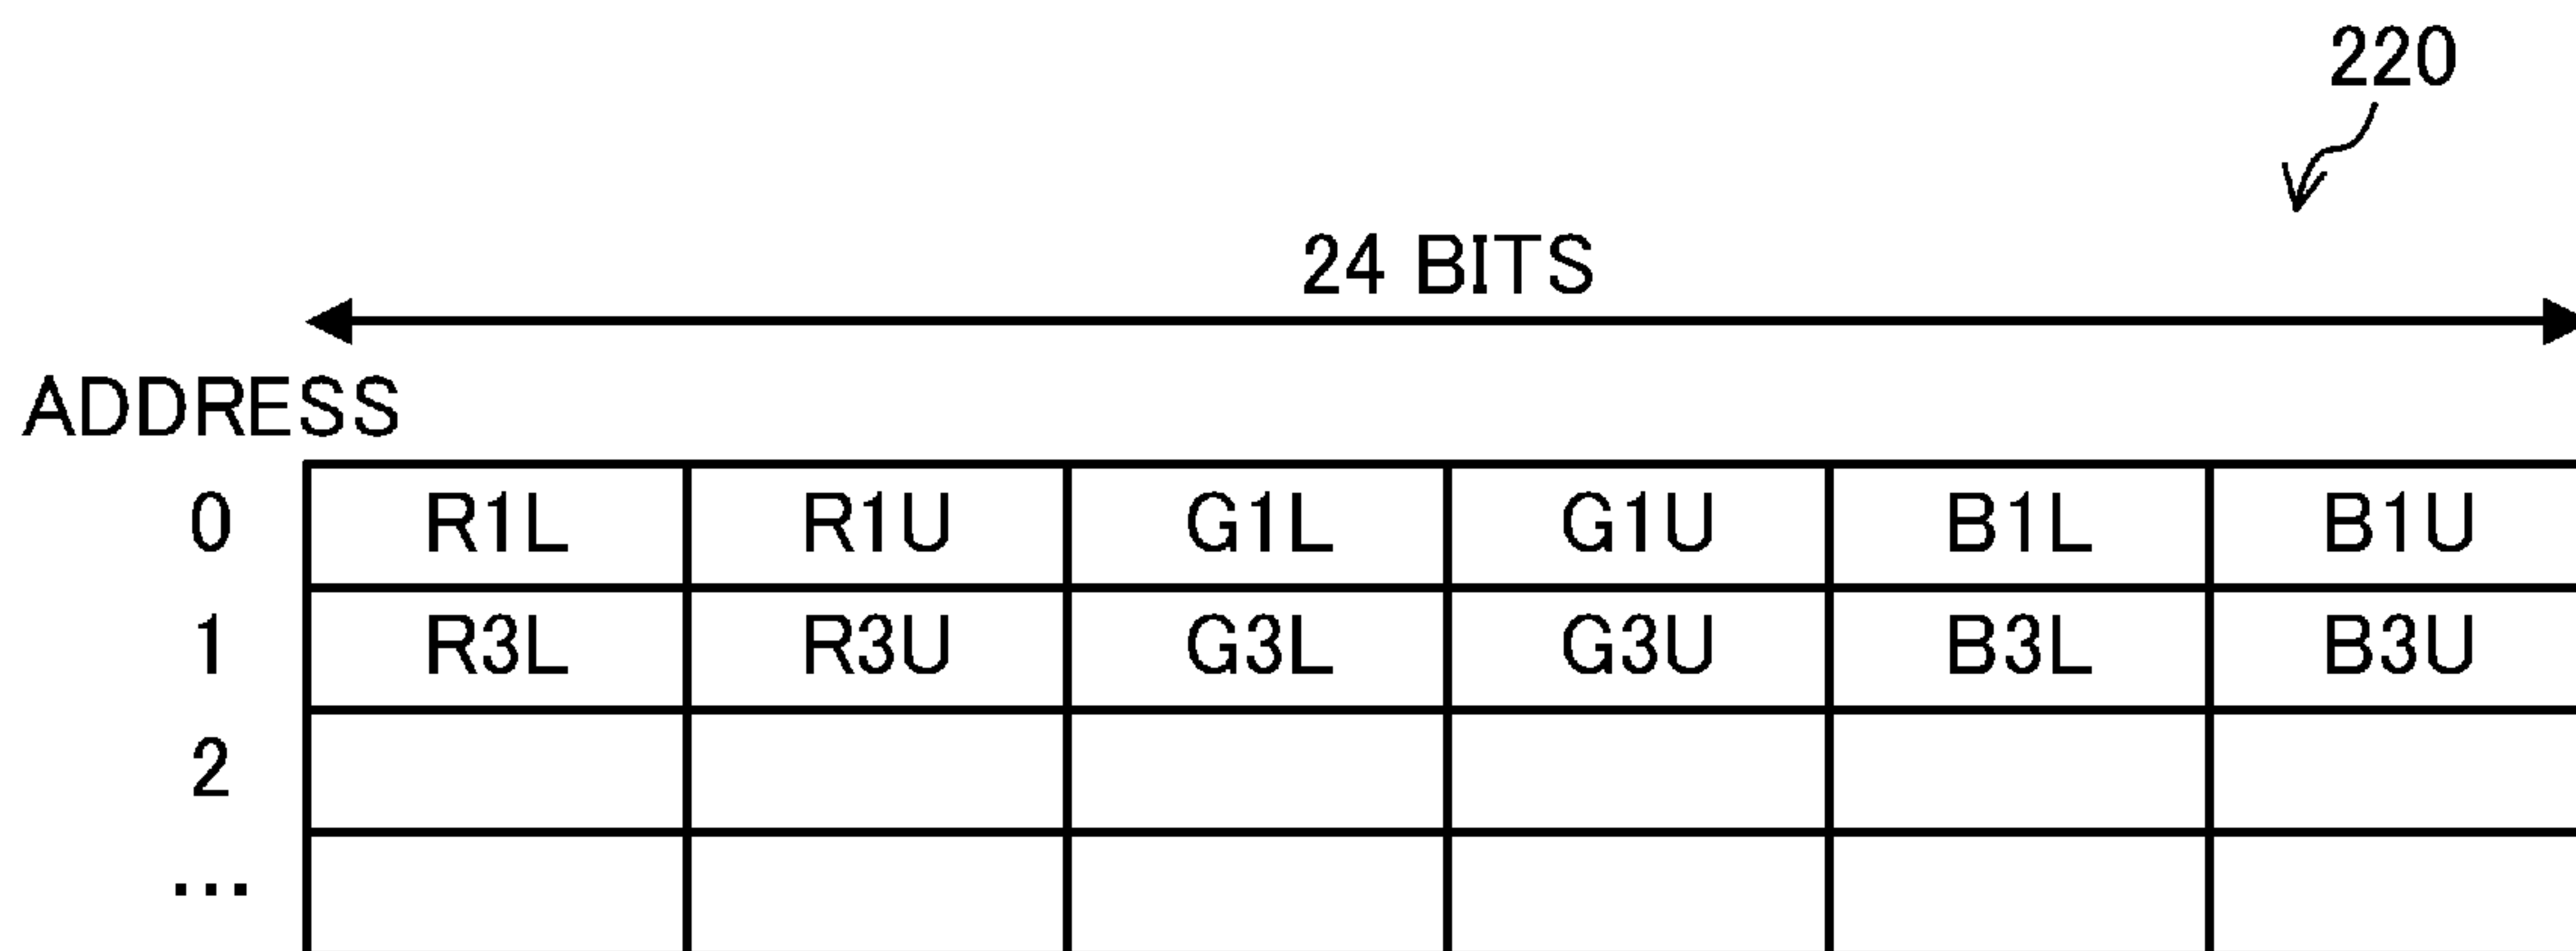 220
24 BITS
ADDRESS
0 R1L R1U G1L G1U B1L B1U
1 R3L R3U G3L G3U B3L B3U
2
...